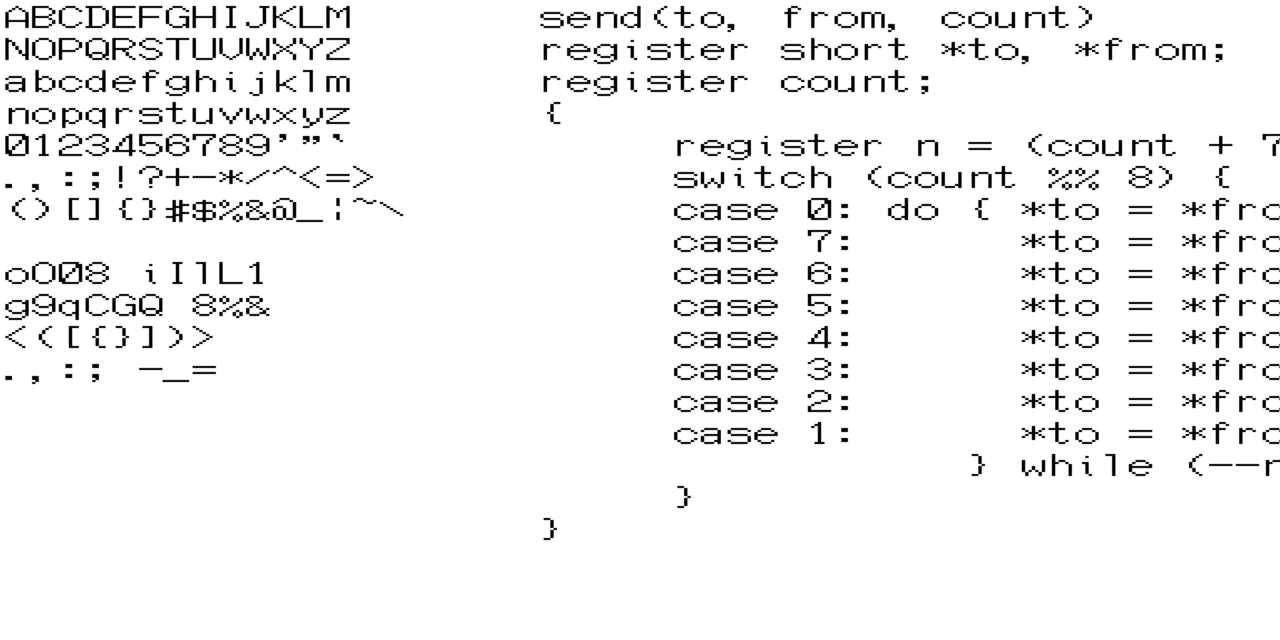 ABCDEFGHIJKLM
NOPQRSTUVWXYZ
abcdefghijklm
nopqrstuvwxyz
0123456789'"`
.,:;!?+-*/^<=>
()[]{}#$%&@_¦~\
oO08 iIlL1
g9qCGQ 8%&
<([{}])>
.,:; -_=
send(to, from, count)
register short *to, *from;
register count;
{
register n = (count + 7
switch (count %% 8) {
case 0: do { *to = *fro
case 7: *to = *fro
case 6: *to = *fro
case 5: *to = *fro
case 4: *to = *fro
case 3: *to = *fro
case 2: *to = *fro
case 1: *to = *fro
} while (--n
}
}